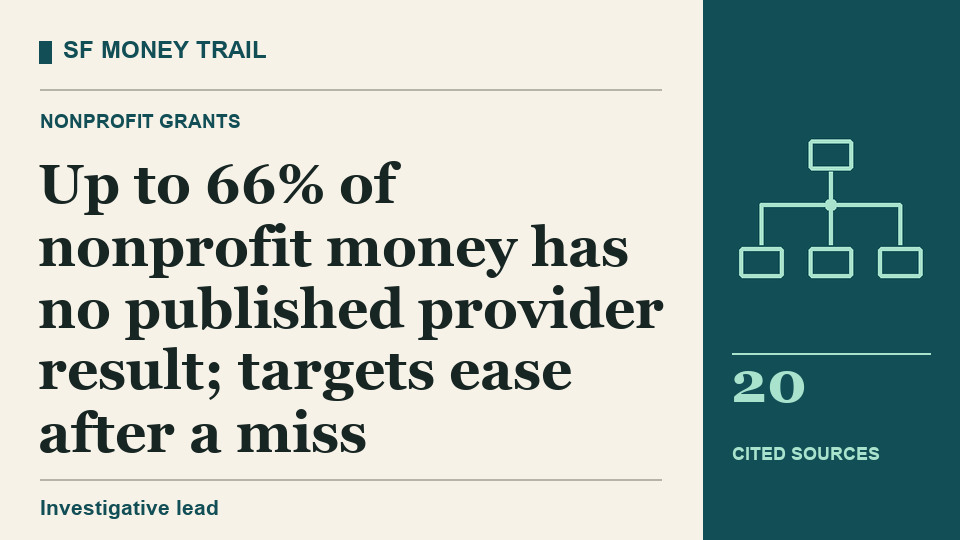 SF MONEY TRAIL
NONPROFIT GRANTS
Up to 66% of
nonprofit money has
no published provider
result; targets ease
after a miss
Investigative lead
20
CITED SOURCES